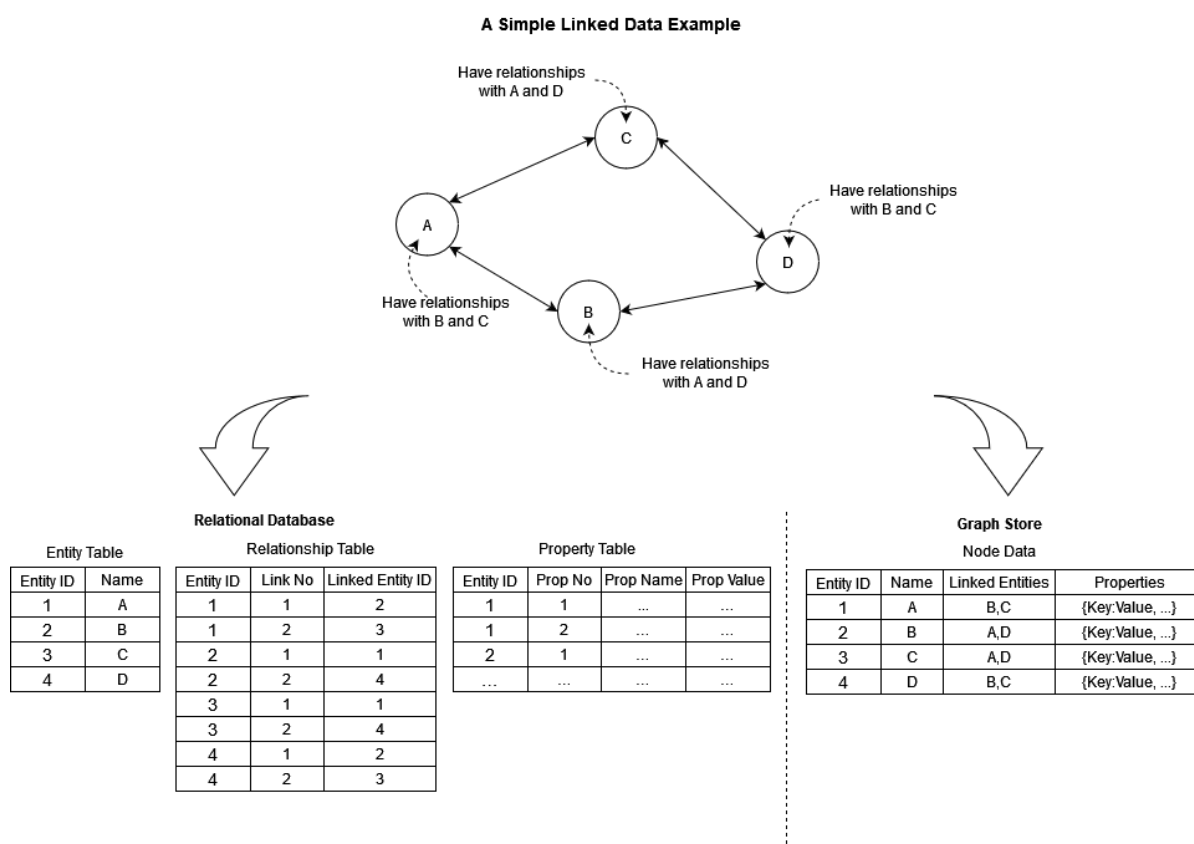 A Simple Linked Data Example
Have relationships
with A and D
C
Have relationships
with B and C
A
D
Have relationships
with B and C
B
Have relationships
with A and D
Relational Database
Entity Table
Entity ID Name
1 A
2 B
3 C
4 D
Relationship Table
Entity ID Link No Linked Entity ID
1 1 2
1 2 3
2 1 1
2 2 4
3 1 1
3 2 4
4 1 2
4 2 3
Property Table
Entity ID Prop No Prop Name Prop Value
1 1 ... ...
1 2 ... ...
2 1 ... ...
... ... ... ...
Graph Store
Node Data
Entity ID Name Linked Entities Properties
1 A B,C {Key:Value, ...}
2 B A,D {Key:Value, ...}
3 C A,D {Key:Value, ...}
4 D B,C {Key:Value, ...}